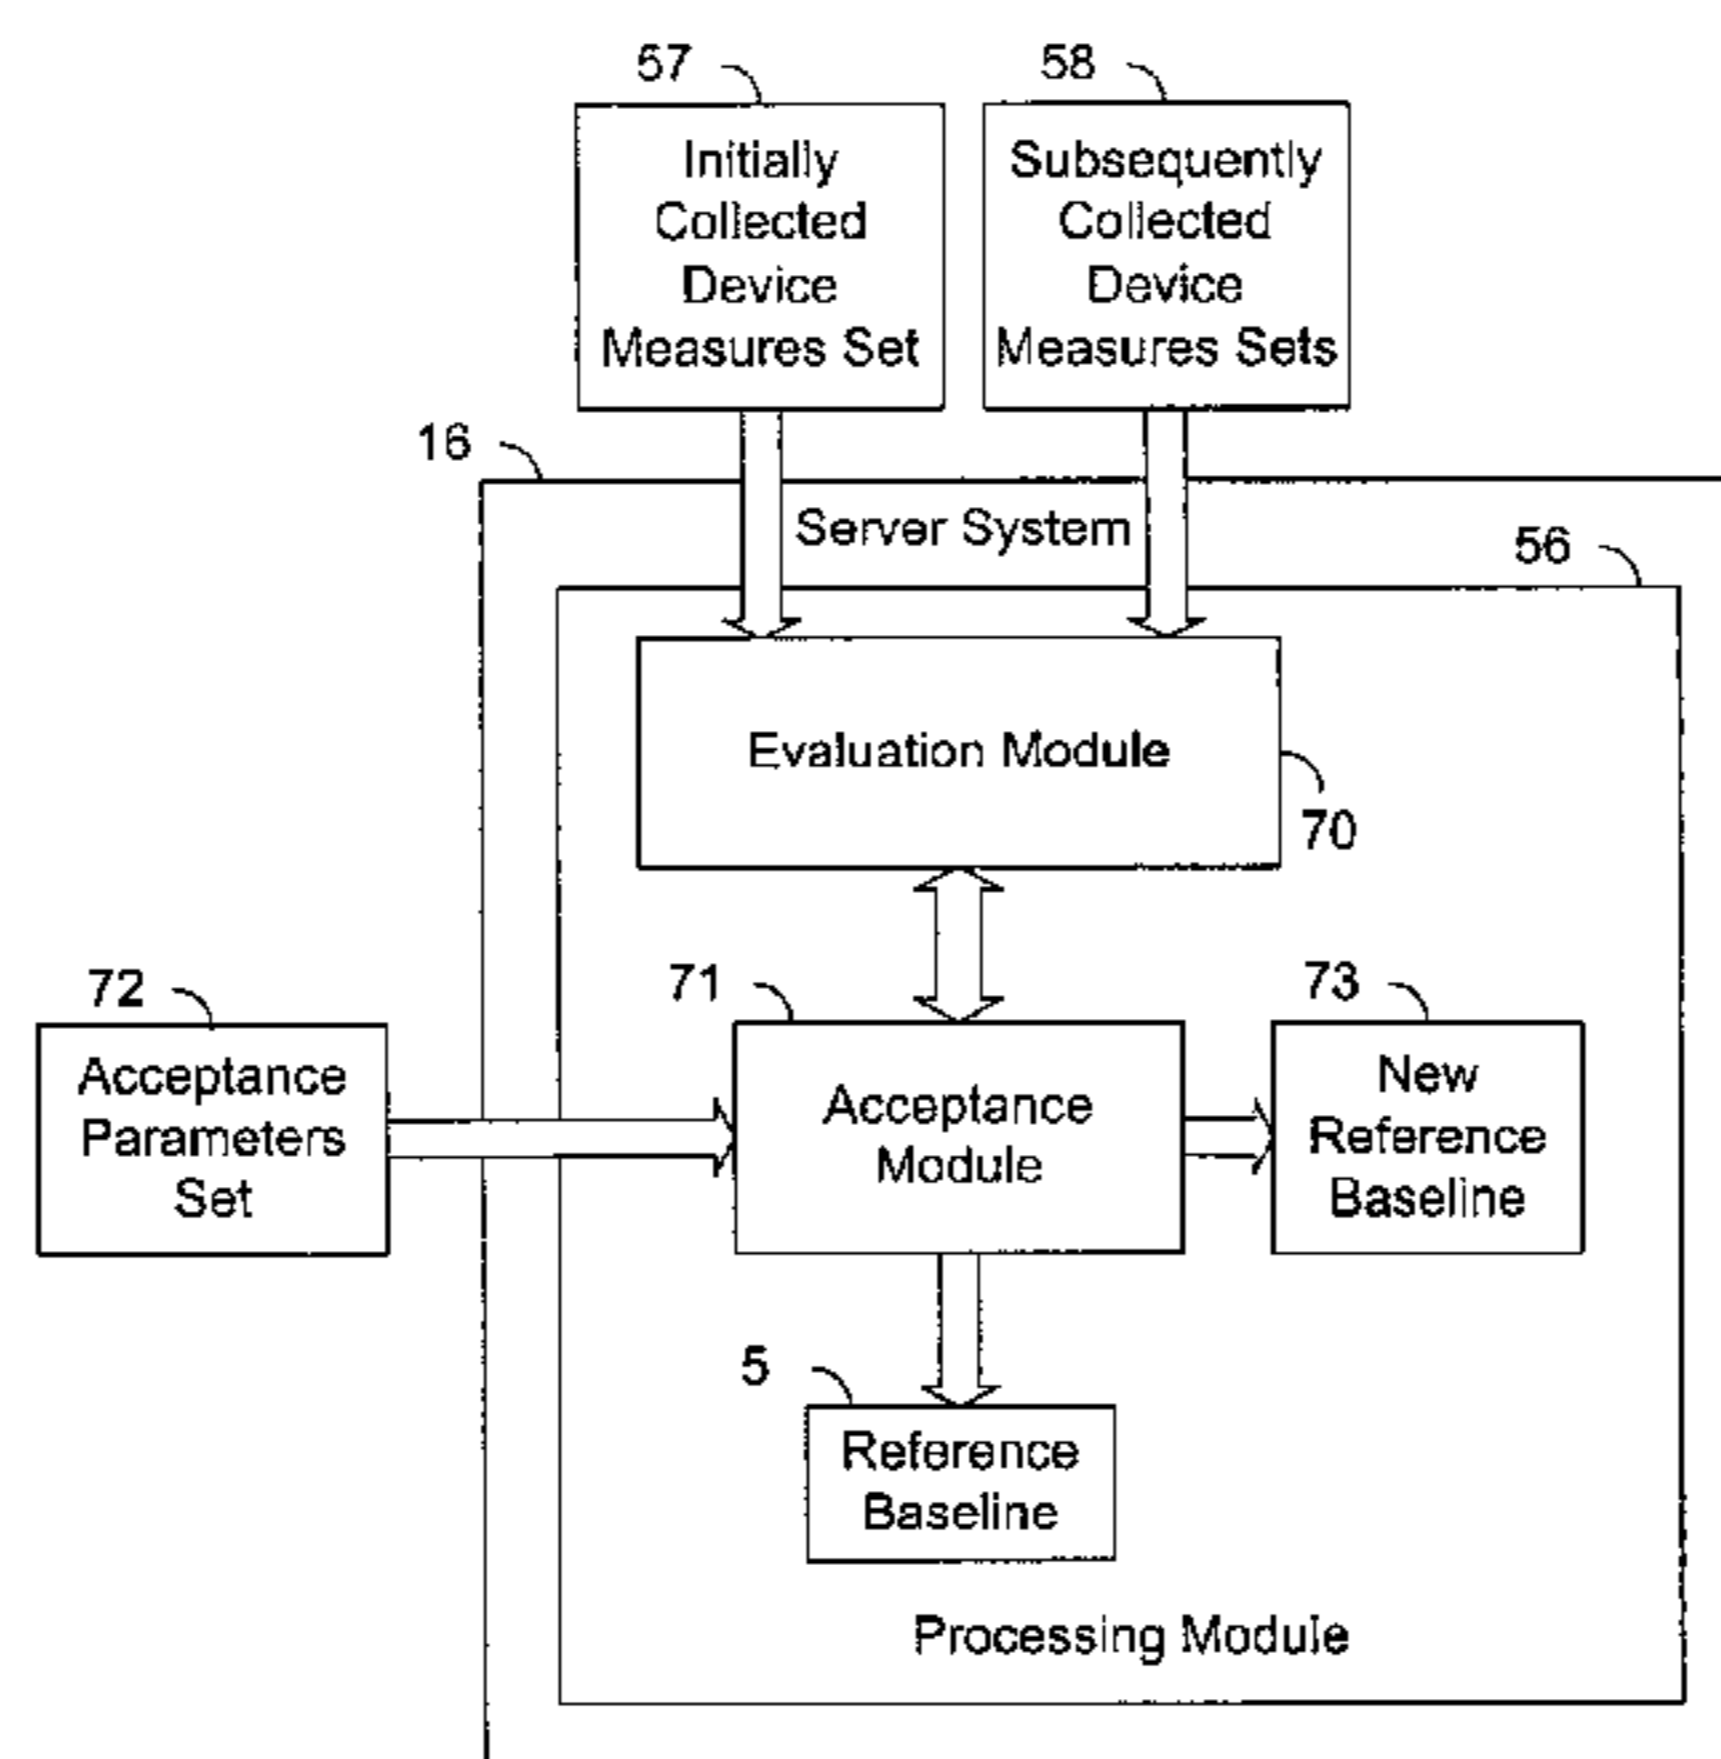 57
58
Initially
Collected
Device
Measures Set
Subsequently
Collected
Device
Measures Sets
16
Server System
56
Evaluation Module
70
72
71
73
Acceptance
Parameters
Set
Acceptance
Module
New
Reference
Baseline
5
Reference
Baseline
Processing Module